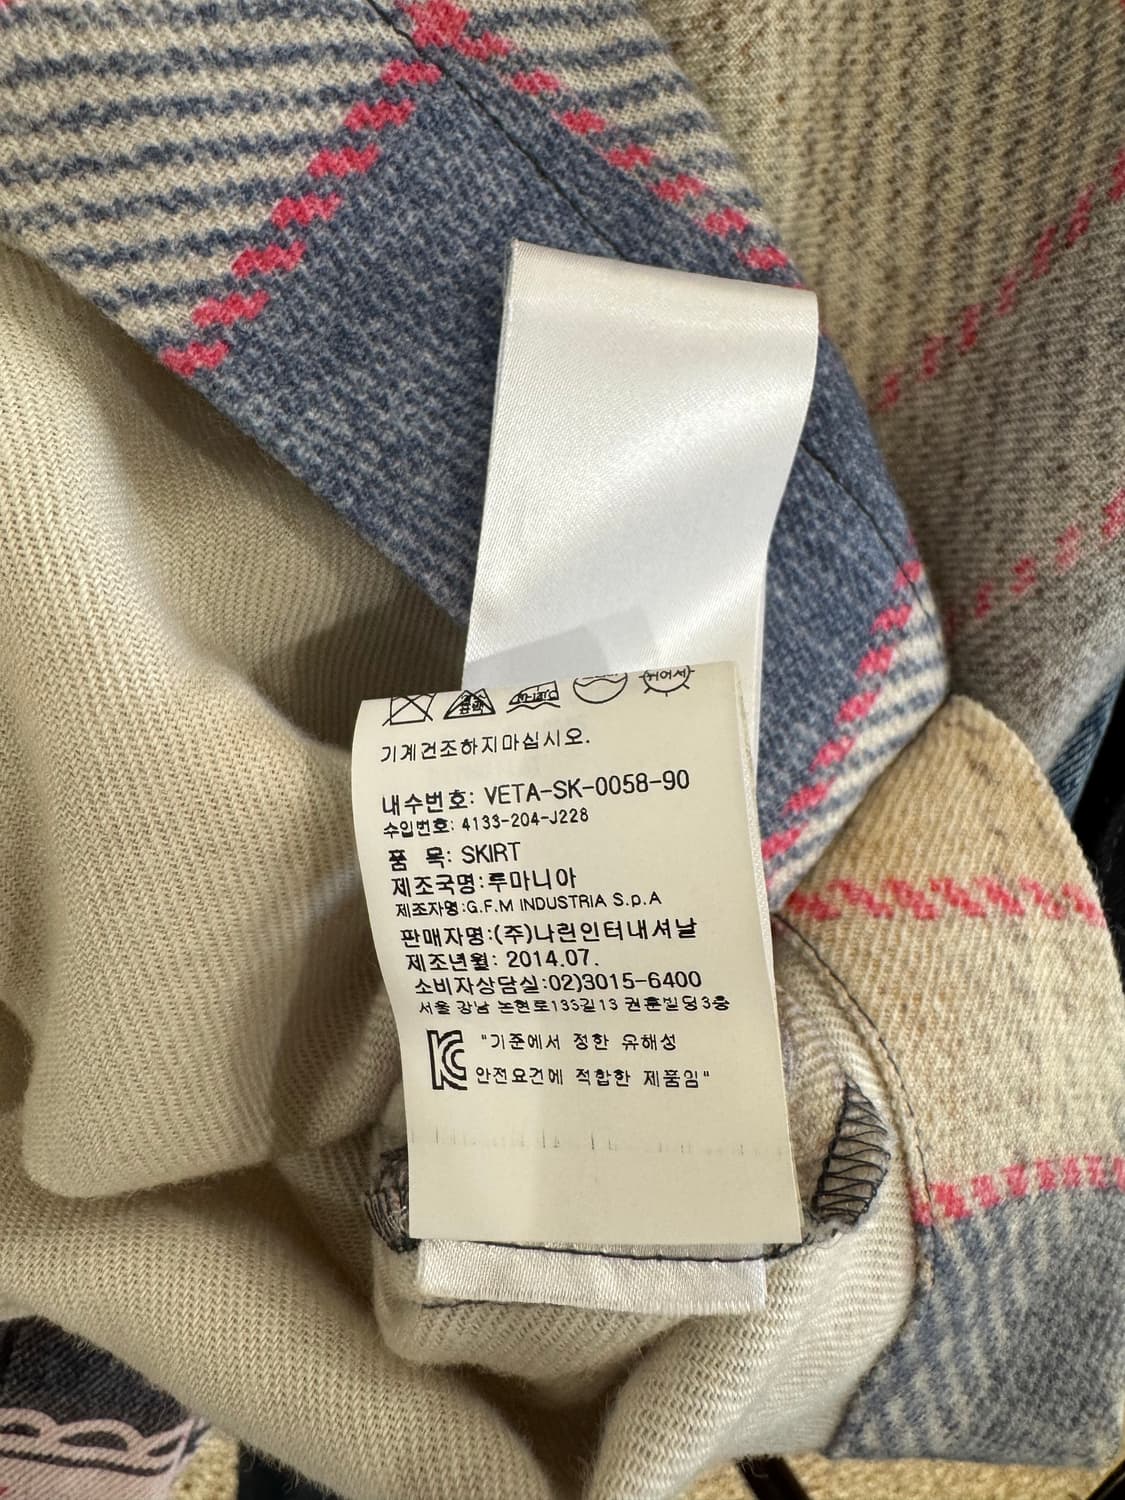 기계건조하지마십시오.
내수번호: VETA-SK-0058-90
수입번호: 4133-204-J228
품 목: SKIRT
제조국명:루마니아
제조자명:G.F.M INDUSTRIA S.p.A
판매자명:(주)나린인터내셔날
제조년월: 2014.07.
소비자상담실:02)3015-6400
서울 강남 논현로135길13 권훈빌딩3층
"기준에서 정한 유해성
안전요건에 적합한 제품임"